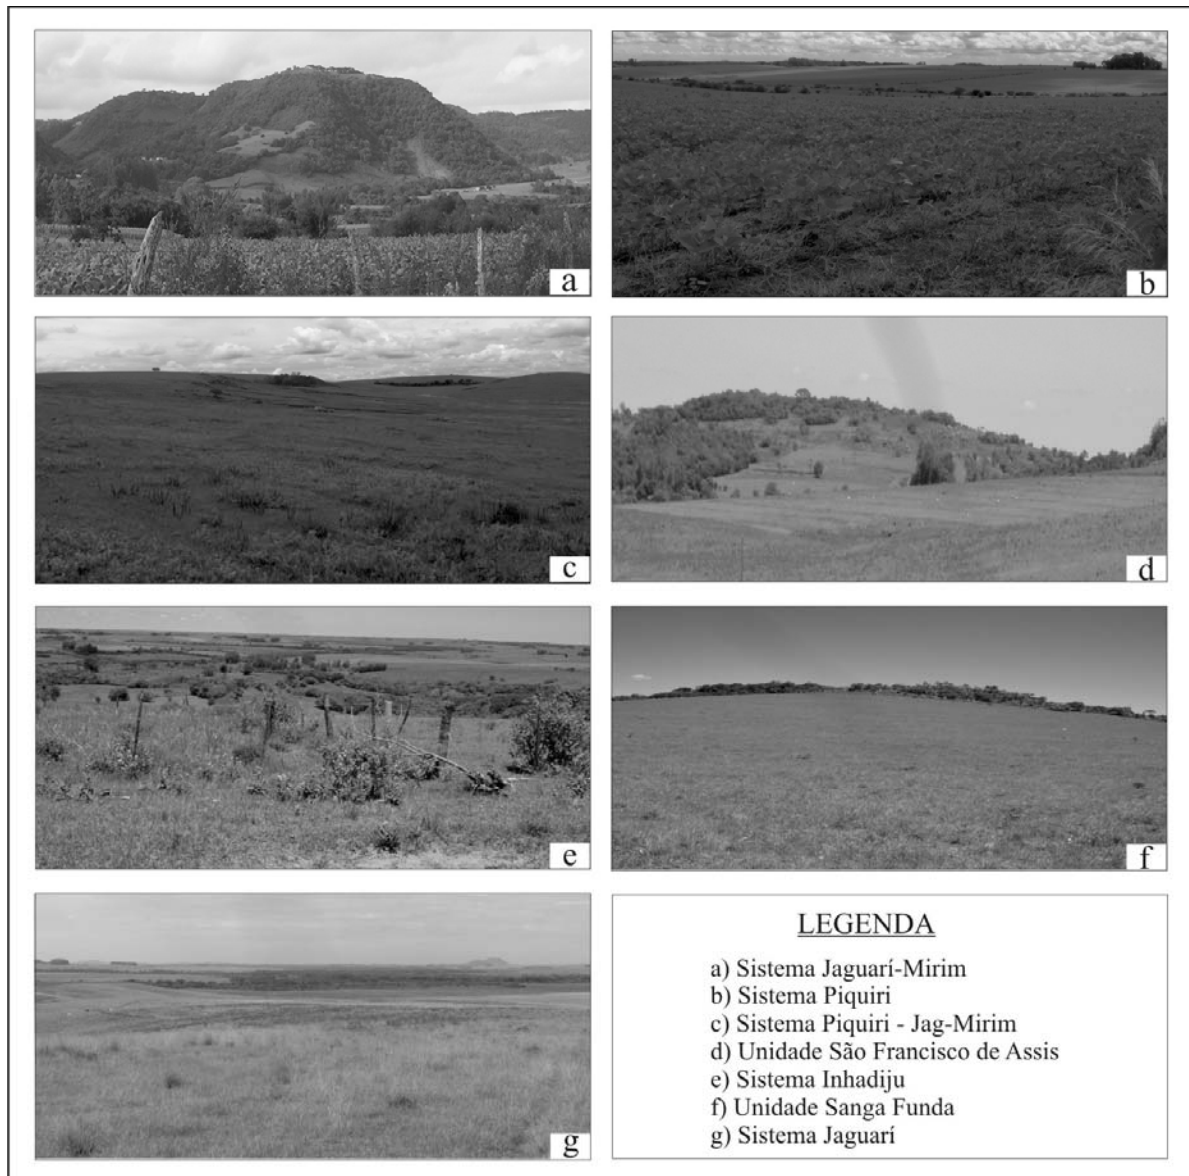 a
b
c
d
e
f
g
LEGENDA
a) Sistema Jaguarí-Mirim
b) Sistema Piquiri
c) Sistema Piquiri - Jag-Mirim
d) Unidade São Francisco de Assis
e) Sistema Inhadiju
f) Unidade Sanga Funda
g) Sistema Jaguarí